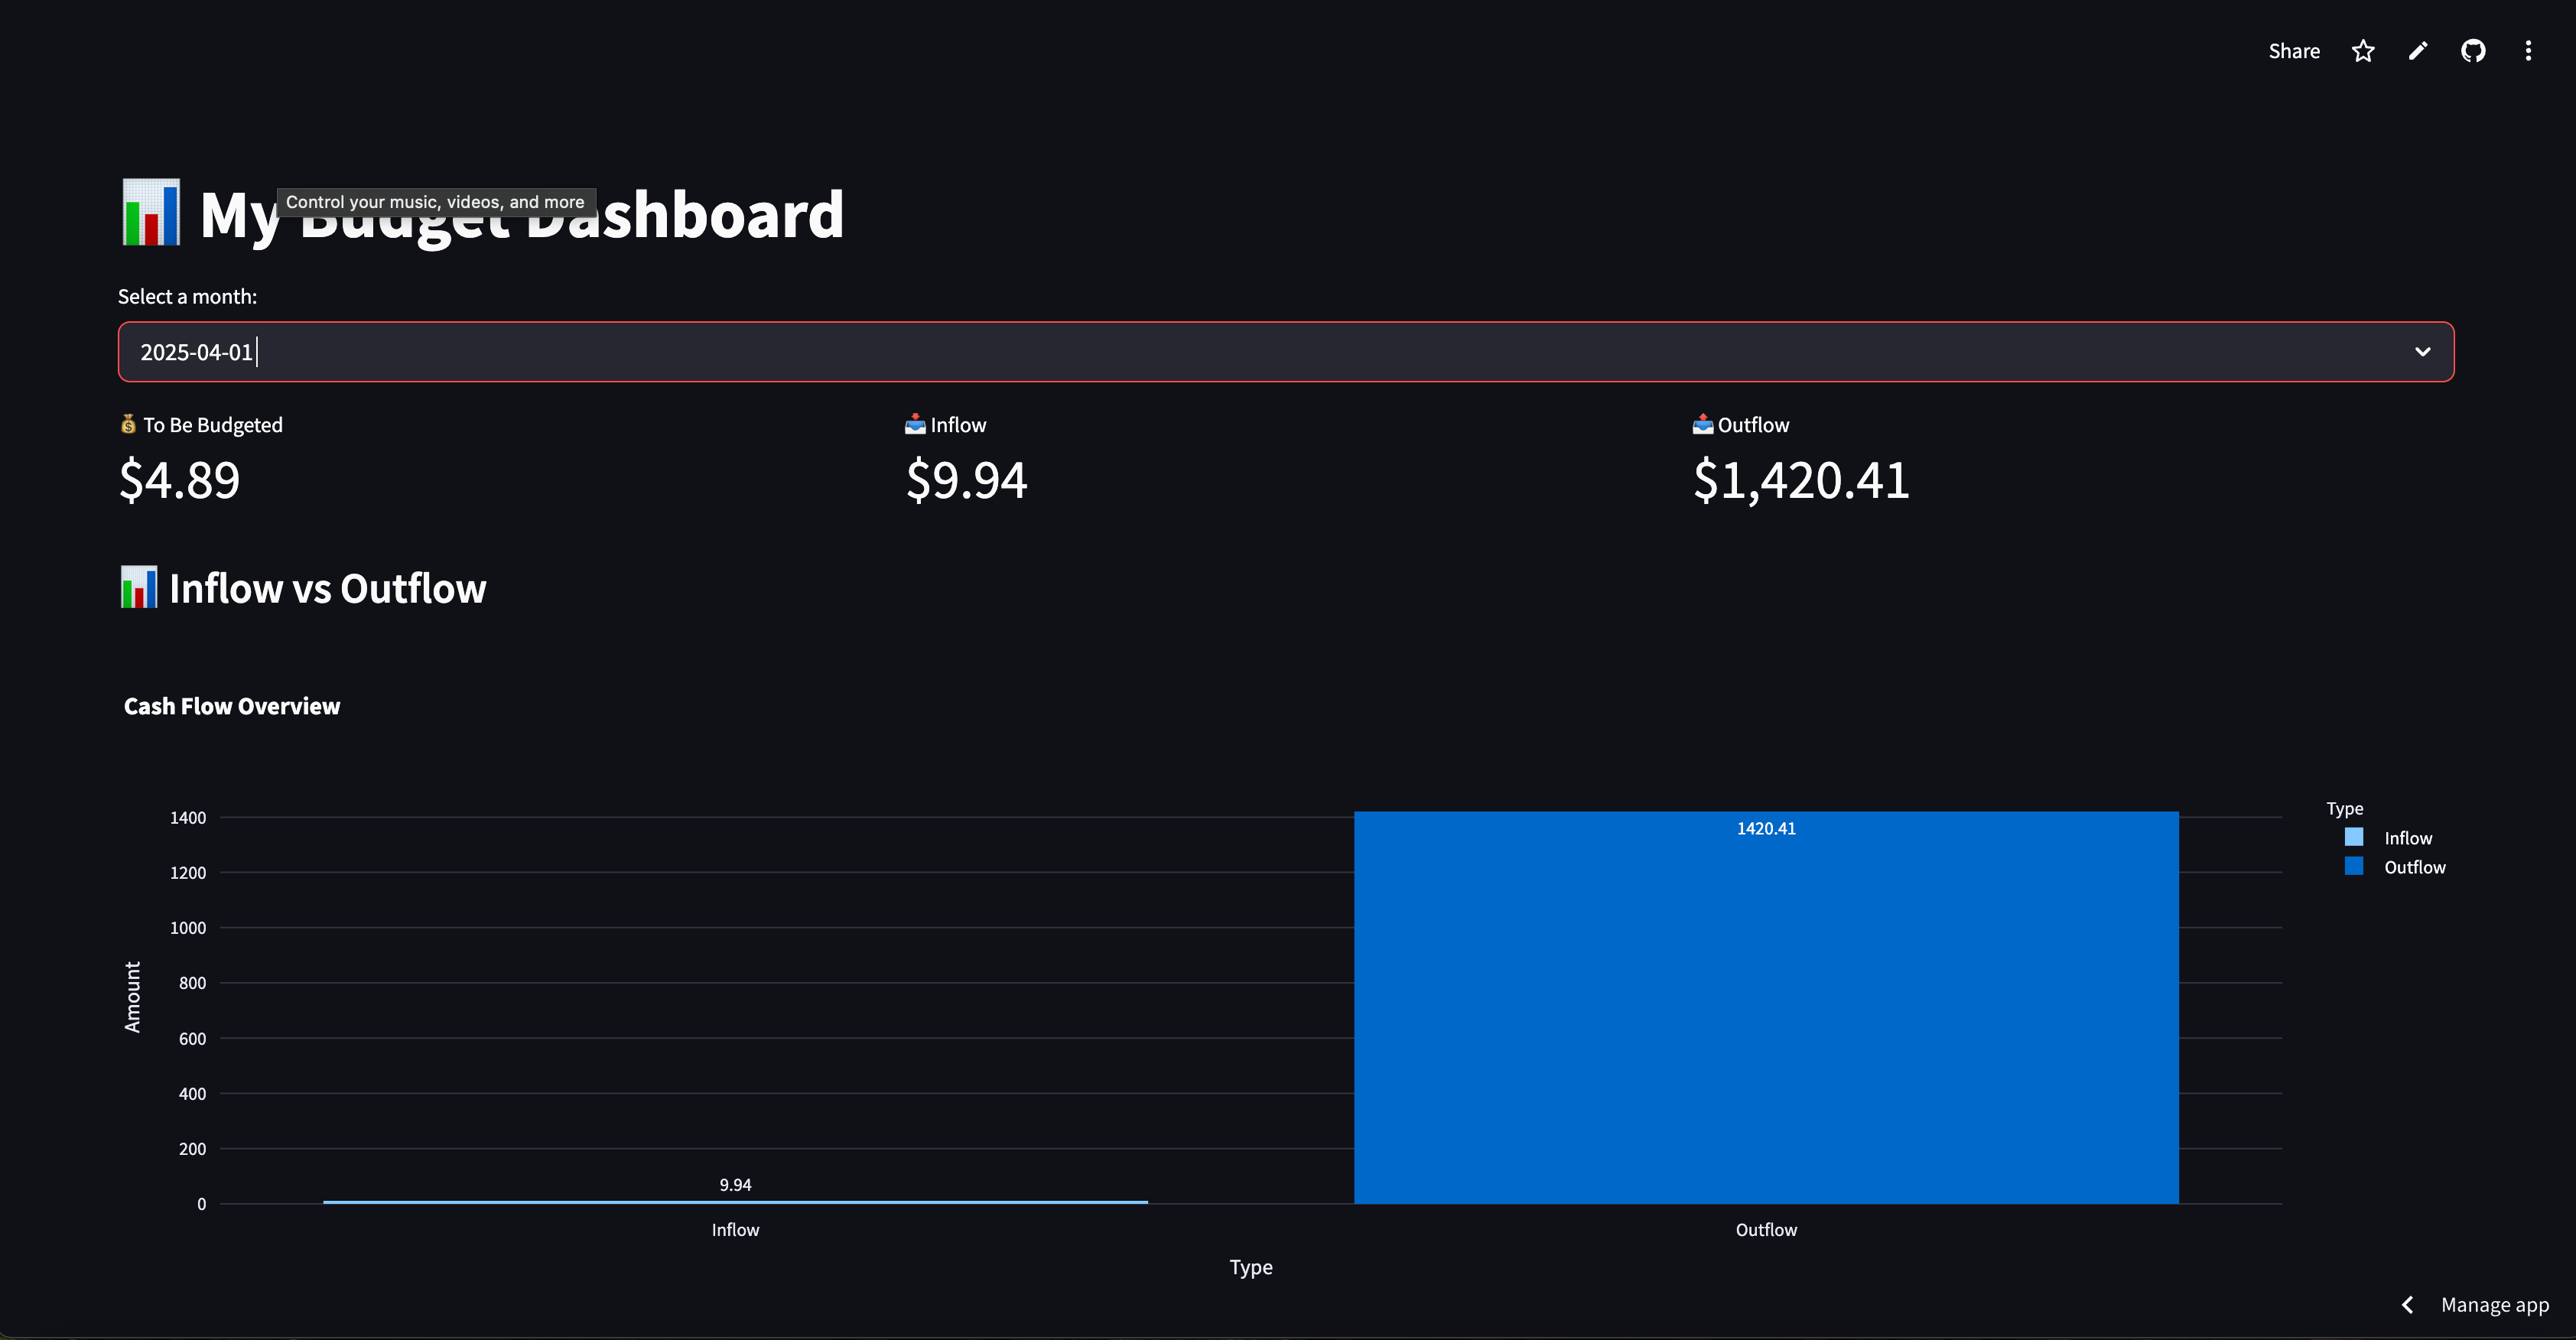 Share
My Budget Dashboard
Control your music, videos, and more
Select a month:
2025-04-01
To Be Budgeted
$4.89
Inflow
$9.94
Outflow
$1,420.41
Inflow vs Outflow
Cash Flow Overview
Amount
1400
1200
1000
800
600
400
200
0
1420.41
9.94
Inflow
Outflow
Type
Type
Inflow
Outflow
Manage app